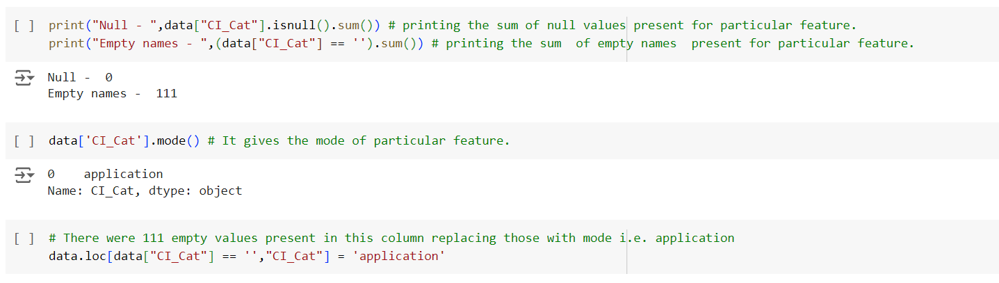 [ ] print("Null - ",data["CI_Cat"].isnull().sum()) # printing the sum of null values present for particular feature.
print("Empty names - ",(data["CI_Cat"] == '').sum()) # printing the sum  of empty names  present for particular feature.
Null -  0
Empty names -  111
[ ] data['CI_Cat'].mode() # It gives the mode of particular feature.
0    application
Name: CI_Cat, dtype: object
[ ] # There were 111 empty values present in this column replacing those with mode i.e. application
data.loc[data["CI_Cat"] == '',"CI_Cat"] = 'application'